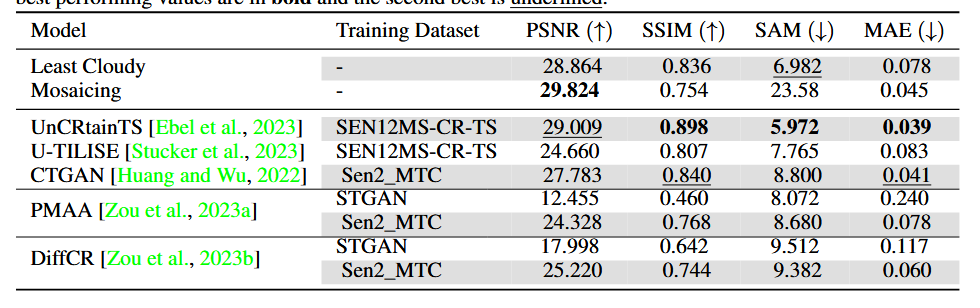 best performing values are in bold and the second best is underlined.
Model Training Dataset PSNR (↑) SSIM (↑) SAM (↓) MAE (↓)
Least Cloudy - 28.864 0.836 6.982 0.078
Mosaicing - 29.824 0.754 23.58 0.045
UnCRtainTS [Ebel et al., 2023] SEN12MS-CR-TS 29.009 0.898 5.972 0.039
U-TILISE [Stucker et al., 2023] SEN12MS-CR-TS 24.660 0.807 7.765 0.083
CTGAN [Huang and Wu, 2022] Sen2_MTC 27.783 0.840 8.800 0.041
PMAA [Zou et al., 2023a] STGAN 12.455 0.460 8.072 0.240
Sen2_MTC 24.328 0.768 8.680 0.078
DiffCR [Zou et al., 2023b] STGAN 17.998 0.642 9.512 0.117
Sen2_MTC 25.220 0.744 9.382 0.060